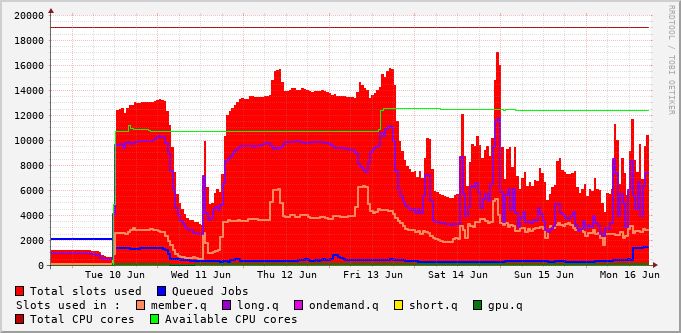 20000
18000
16000
14000
12000
10000
8000
6000
4000
2000
0
Tue 10 Jun Wed 11 Jun Thu 12 Jun Fri 13 Jun Sat 14 Jun Sun 15 Jun Mon 16 Jun
RRDTOOL / TOBI OETIKER
Total slots used Queued Jobs
Slots used in : member.q long.q ondemand.q short.q gpu.q
Total CPU cores Available CPU cores